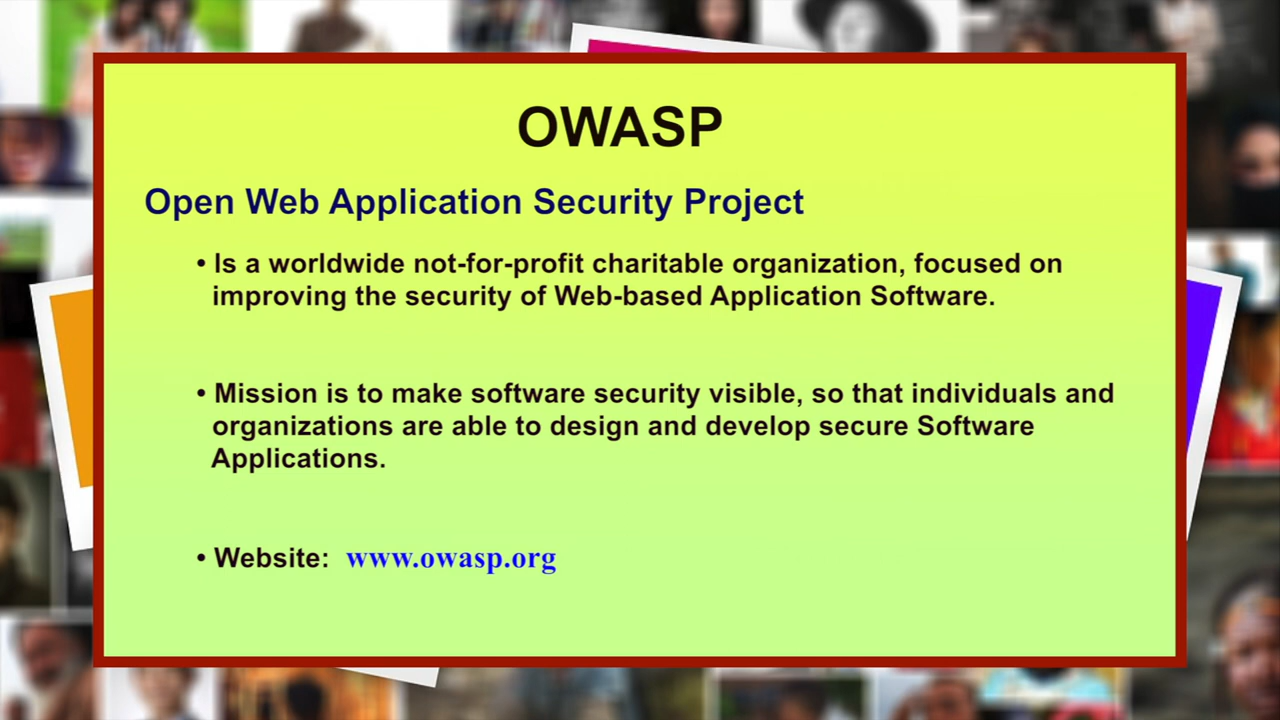 OWASP
Open Web Application Security Project
• Is a worldwide not-for-profit charitable organization, focused on
improving the security of Web-based Application Software.
• Mission is to make software security visible, so that individuals and
organizations are able to design and develop secure Software
Applications.
• Website: www.owasp.org